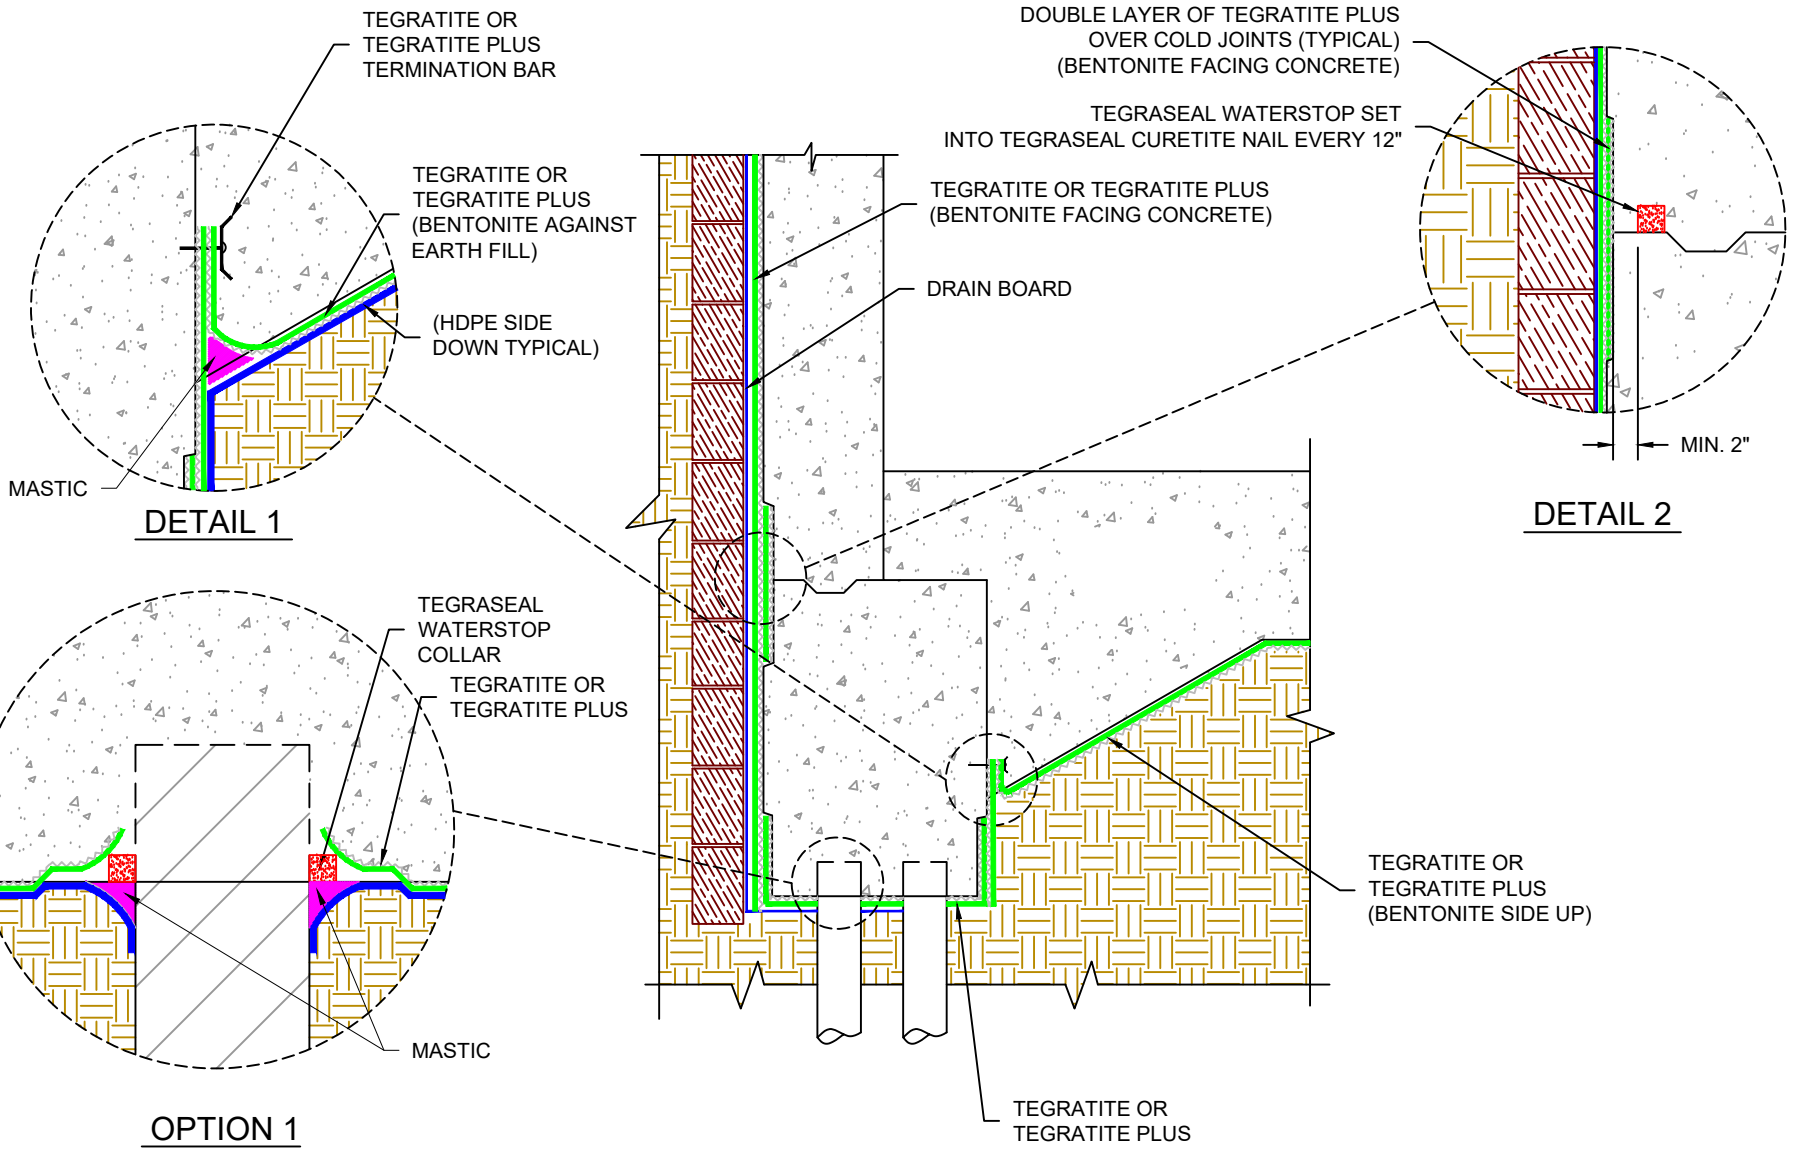 TEGRATITE OR
TEGRATITE PLUS
TERMINATION BAR
TEGRATITE OR
TEGRATITE PLUS
(BENTONITE AGAINST
EARTH FILL)
(HDPE SIDE
DOWN TYPICAL)
MASTIC
DETAIL 1
DOUBLE LAYER OF TEGRATITE PLUS
OVER COLD JOINTS (TYPICAL)
(BENTONITE FACING CONCRETE)
TEGRASEAL WATERSTOP SET
INTO TEGRASEAL CURETITE NAIL EVERY 12"
TEGRATITE OR TEGRATITE PLUS
(BENTONITE FACING CONCRETE)
DRAIN BOARD
MIN. 2"
DETAIL 2
TEGRASEAL
WATERSTOP
COLLAR
TEGRATITE OR
TEGRATITE PLUS
MASTIC
OPTION 1
TEGRATITE OR
TEGRATITE PLUS
(BENTONITE SIDE UP)
TEGRATITE OR
TEGRATITE PLUS